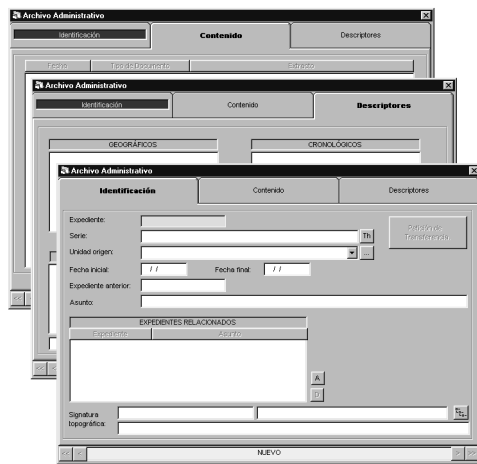 Archivo Administrativo
Identificación Contenido Descriptores
Fecha Tipo de Documento Extracto
Archivo Administrativo
Identificación Contenido Descriptores
GEOGRÁFICOS CRONOLÓGICOS
Archivo Administrativo
Identificación Contenido Descriptores
Expediente:
Petición de
Transferencia
Serie: Th
Unidad origen: ...
Fecha inicial: / / Fecha final: / /
Expediente anterior:
Asunto:
EXPEDIENTES RELACIONADOS
Expediente Asunto
A
D
Signatura
topográfica:
<< < NUEVO > >>